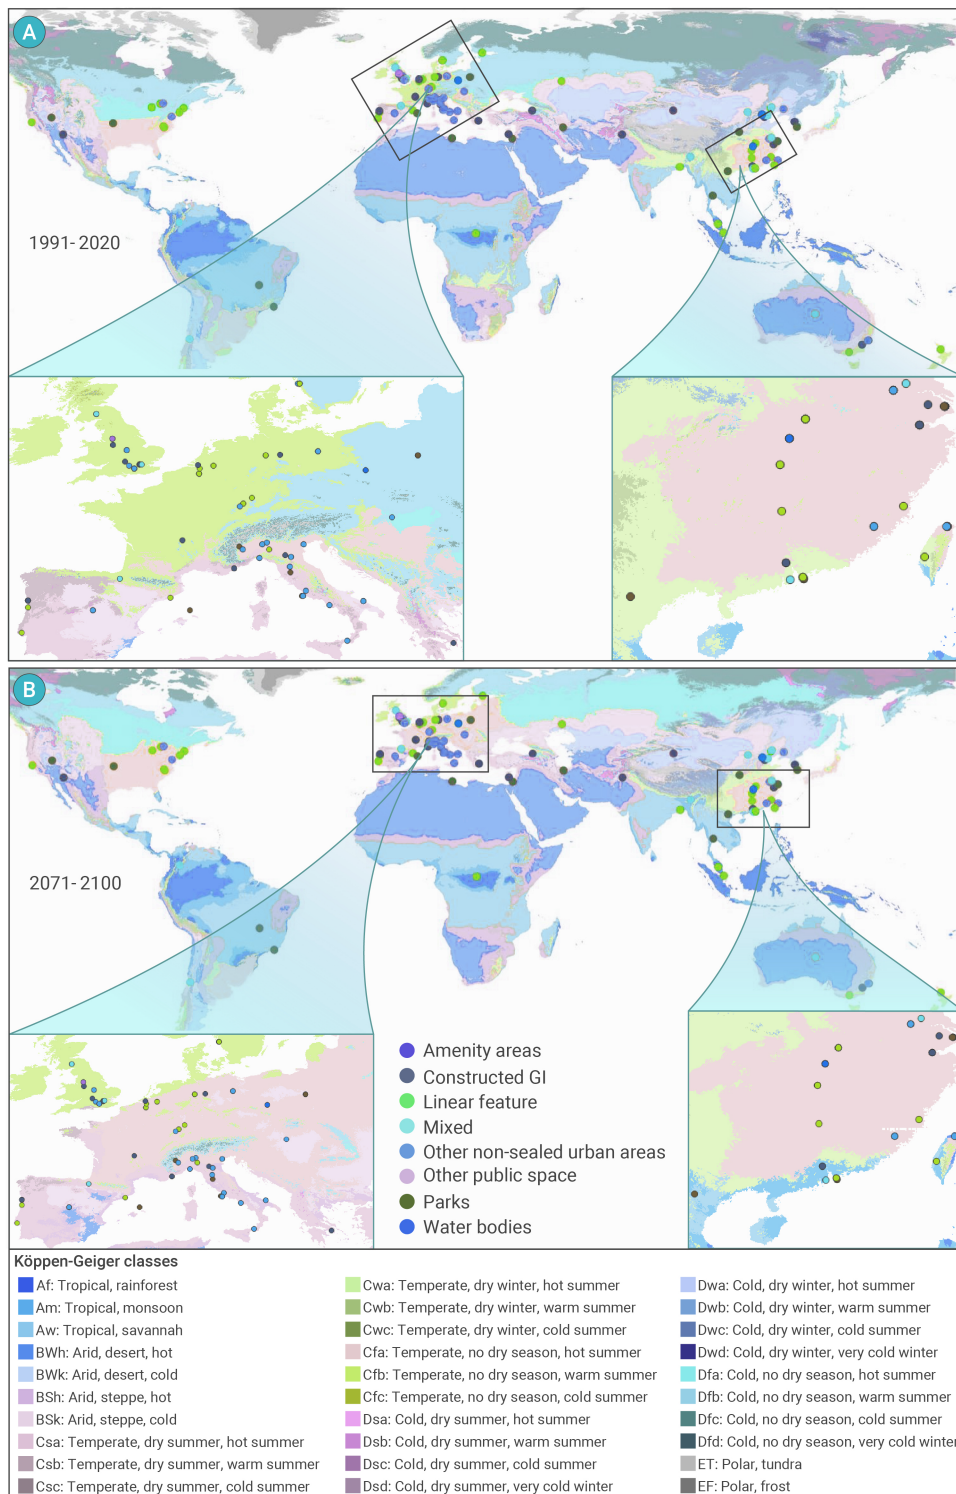 A
1991-2020
B
2071-2100
Amenity areas
Constructed GI
Linear feature
Mixed
Other non-sealed urban areas
Other public space
Parks
Water bodies
Köppen-Geiger classes
Af: Tropical, rainforest
Am: Tropical, monsoon
Aw: Tropical, savannah
BWh: Arid, desert, hot
BWk: Arid, desert, cold
BSh: Arid, steppe, hot
BSk: Arid, steppe, cold
Csa: Temperate, dry summer, hot summer
Csb: Temperate, dry summer, warm summer
Csc: Temperate, dry summer, cold summer
Cwa: Temperate, dry winter, hot summer
Cwb: Temperate, dry winter, warm summer
Cwc: Temperate, dry winter, cold summer
Cfa: Temperate, no dry season, hot summer
Cfb: Temperate, no dry season, warm summer
Cfc: Temperate, no dry season, cold summer
Dsa: Cold, dry summer, hot summer
Dsb: Cold, dry summer, warm summer
Dsc: Cold, dry summer, cold summer
Dsd: Cold, dry summer, very cold winter
Dwa: Cold, dry winter, hot summer
Dwb: Cold, dry winter, warm summer
Dwc: Cold, dry winter, cold summer
Dwd: Cold, dry winter, very cold winter
Dfa: Cold, no dry season, hot summer
Dfb: Cold, no dry season, warm summer
Dfc: Cold, no dry season, cold summer
Dfd: Cold, no dry season, very cold winter
ET: Polar, tundra
EF: Polar, frost